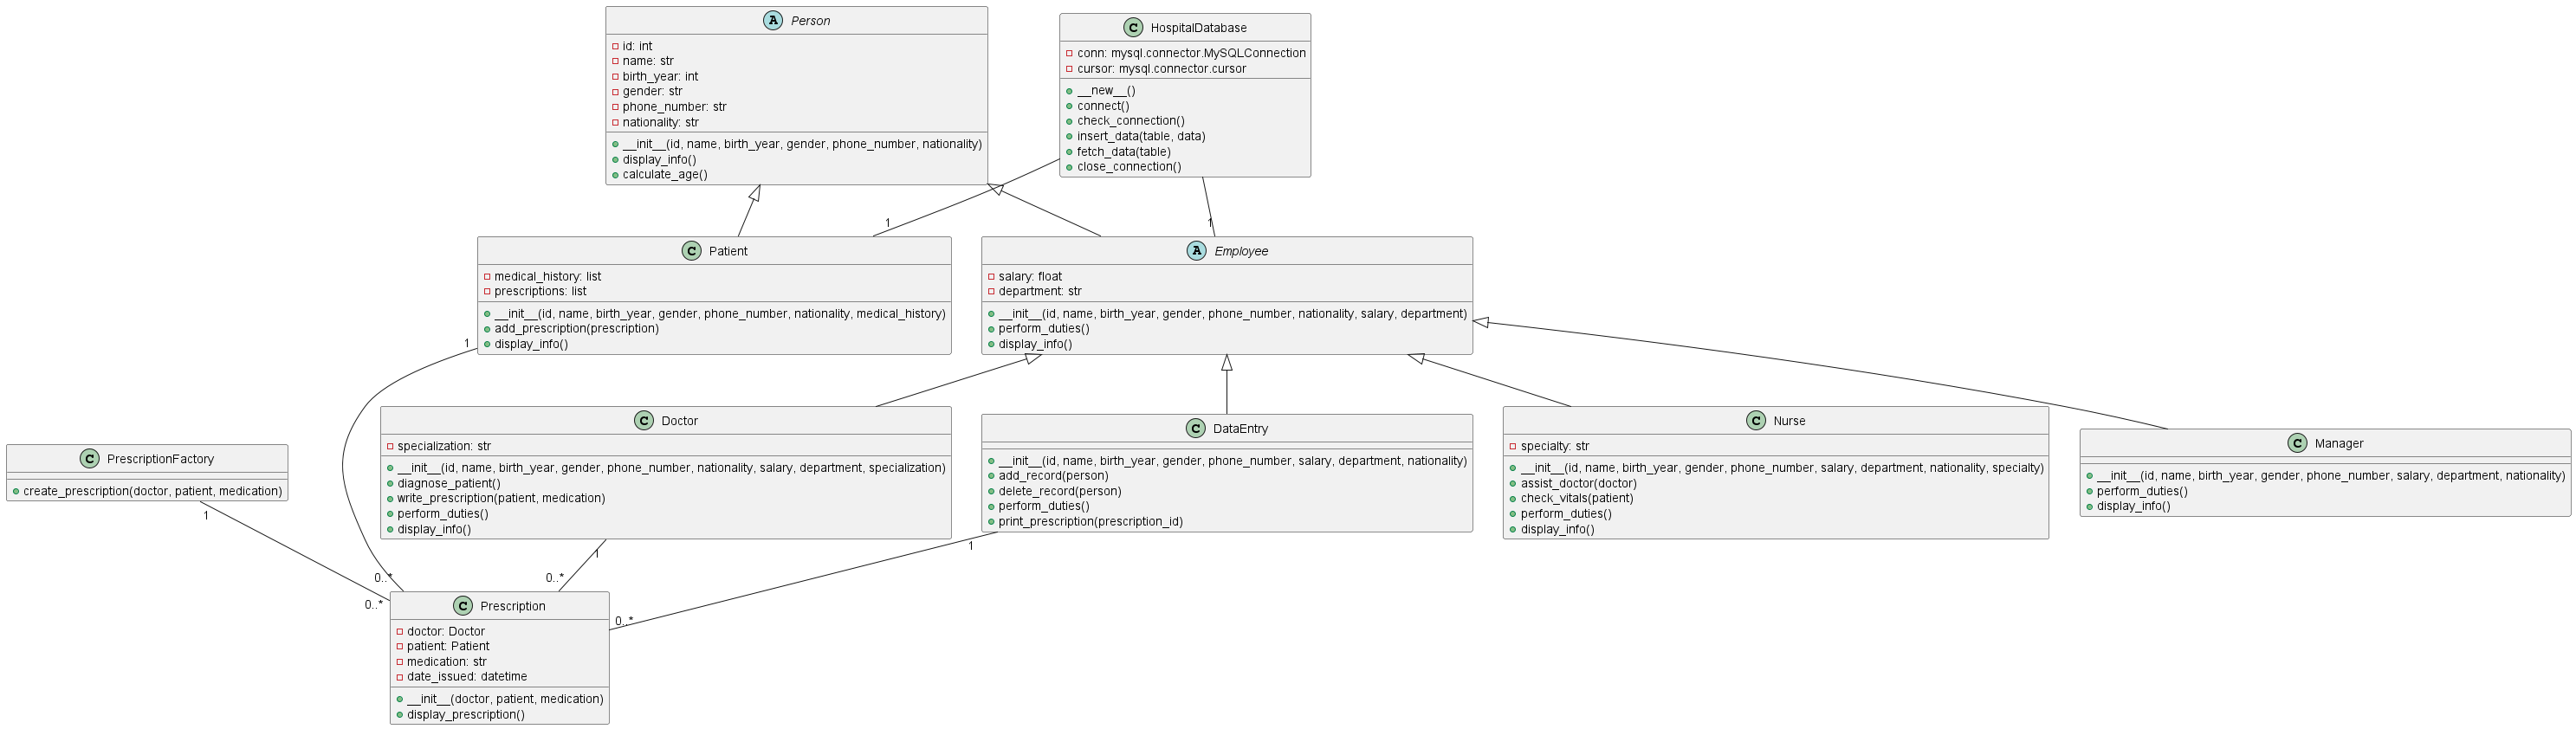 A Person
id: int
name: str
birth_year: int
gender: str
phone_number: str
nationality: str
__init__(id, name, birth_year, gender, phone_number, nationality)
display_info()
calculate_age()
C HospitalDatabase
conn: mysql.connector.MySQLConnection
cursor: mysql.connector.cursor
__new__()
connect()
check_connection()
insert_data(table, data)
fetch_data(table)
close_connection()
1
1
C Patient
medical_history: list
prescriptions: list
__init__(id, name, birth_year, gender, phone_number, nationality, medical_history)
add_prescription(prescription)
display_info()
A Employee
salary: float
department: str
__init__(id, name, birth_year, gender, phone_number, nationality, salary, department)
perform_duties()
display_info()
1
C PrescriptionFactory
create_prescription(doctor, patient, medication)
C Doctor
specialization: str
__init__(id, name, birth_year, gender, phone_number, nationality, salary, department, specialization)
diagnose_patient()
write_prescription(patient, medication)
perform_duties()
display_info()
C DataEntry
__init__(id, name, birth_year, gender, phone_number, salary, department, nationality)
add_record(person)
delete_record(person)
perform_duties()
print_prescription(prescription_id)
C Nurse
specialty: str
__init__(id, name, birth_year, gender, phone_number, salary, department, nationality, specialty)
assist_doctor(doctor)
check_vitals(patient)
perform_duties()
display_info()
C Manager
__init__(id, name, birth_year, gender, phone_number, salary, department, nationality)
perform_duties()
display_info()
1
1
1
0..*
0..*
0..*
0..*
C Prescription
doctor: Doctor
patient: Patient
medication: str
date_issued: datetime
__init__(doctor, patient, medication)
display_prescription()